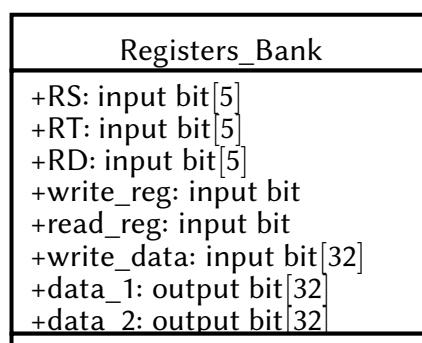 Registers_Bank
+RS: input bit[5]
+RT: input bit[5]
+RD: input bit[5]
+write_reg: input bit
+read_reg: input bit
+write_data: input bit[32]
+data_1: output bit[32]
+data_2: output bit[32]